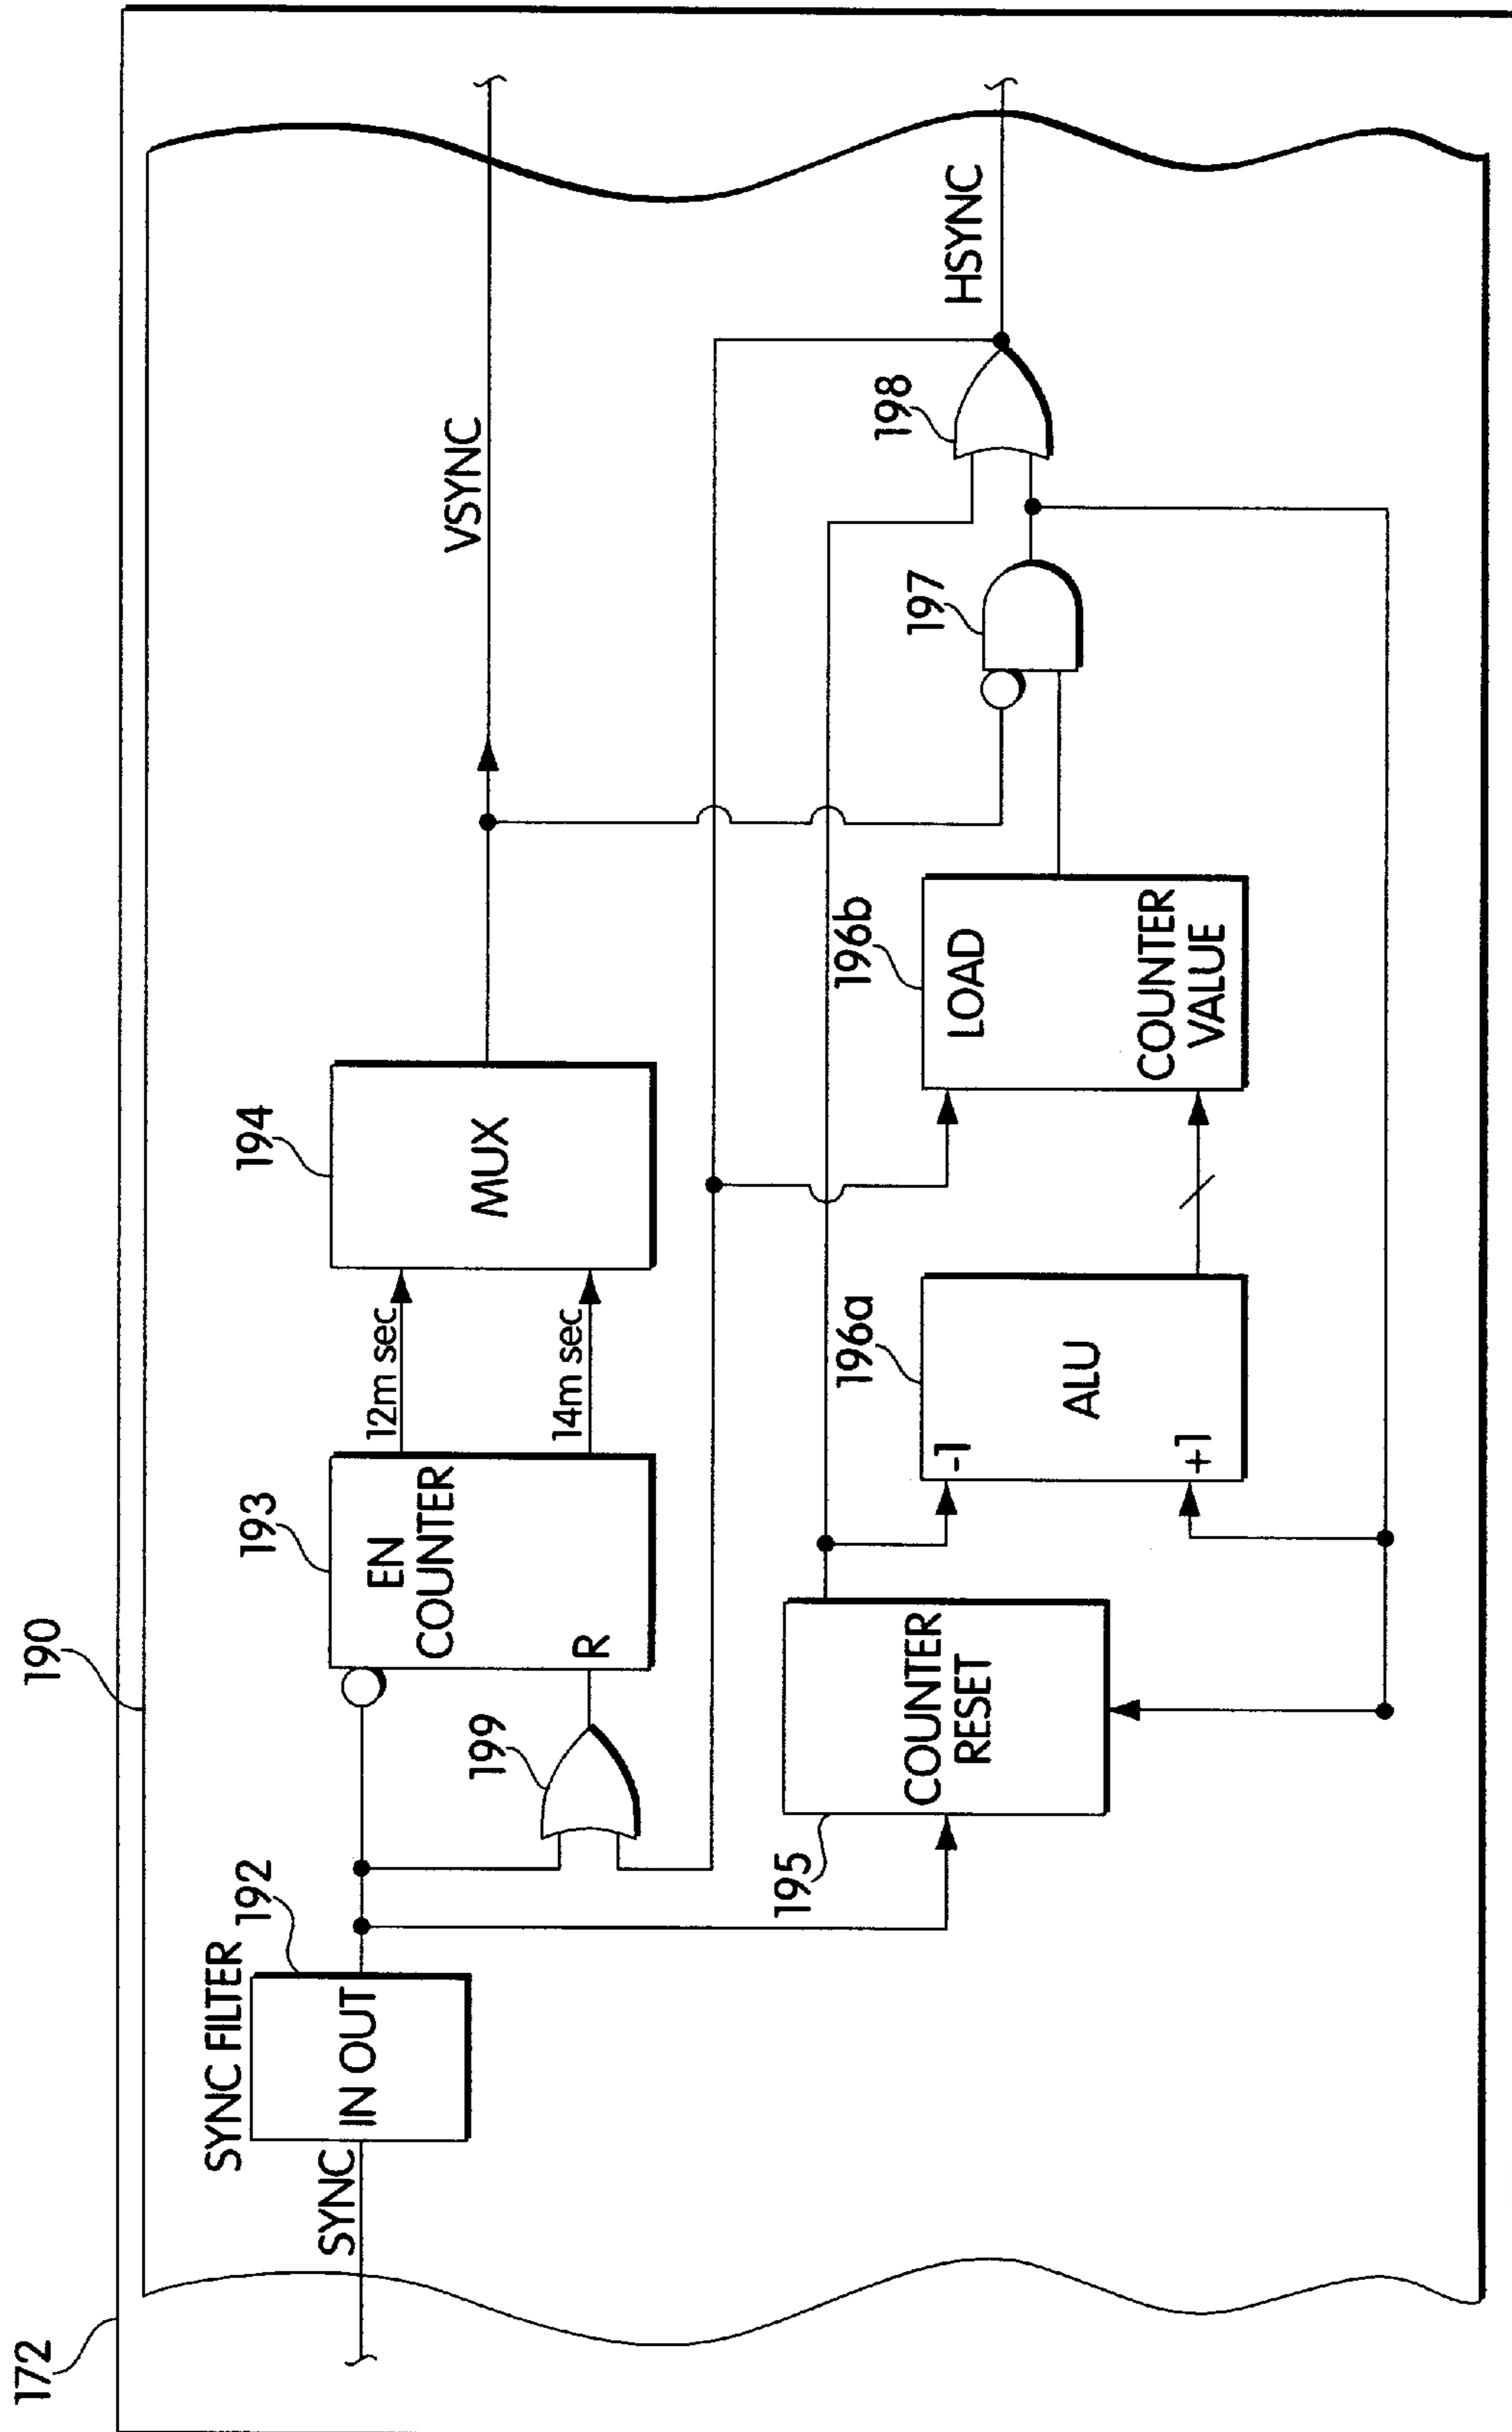 172
190
SYNC FILTER
192
SYNC
IN OUT
193
EN
COUNTER
R
199
12m sec
14m sec
194
MUX
VSYNC
195
COUNTER
RESET
196a
-1
ALU
+1
196b
LOAD
COUNTER
VALUE
197
198
HSYNC